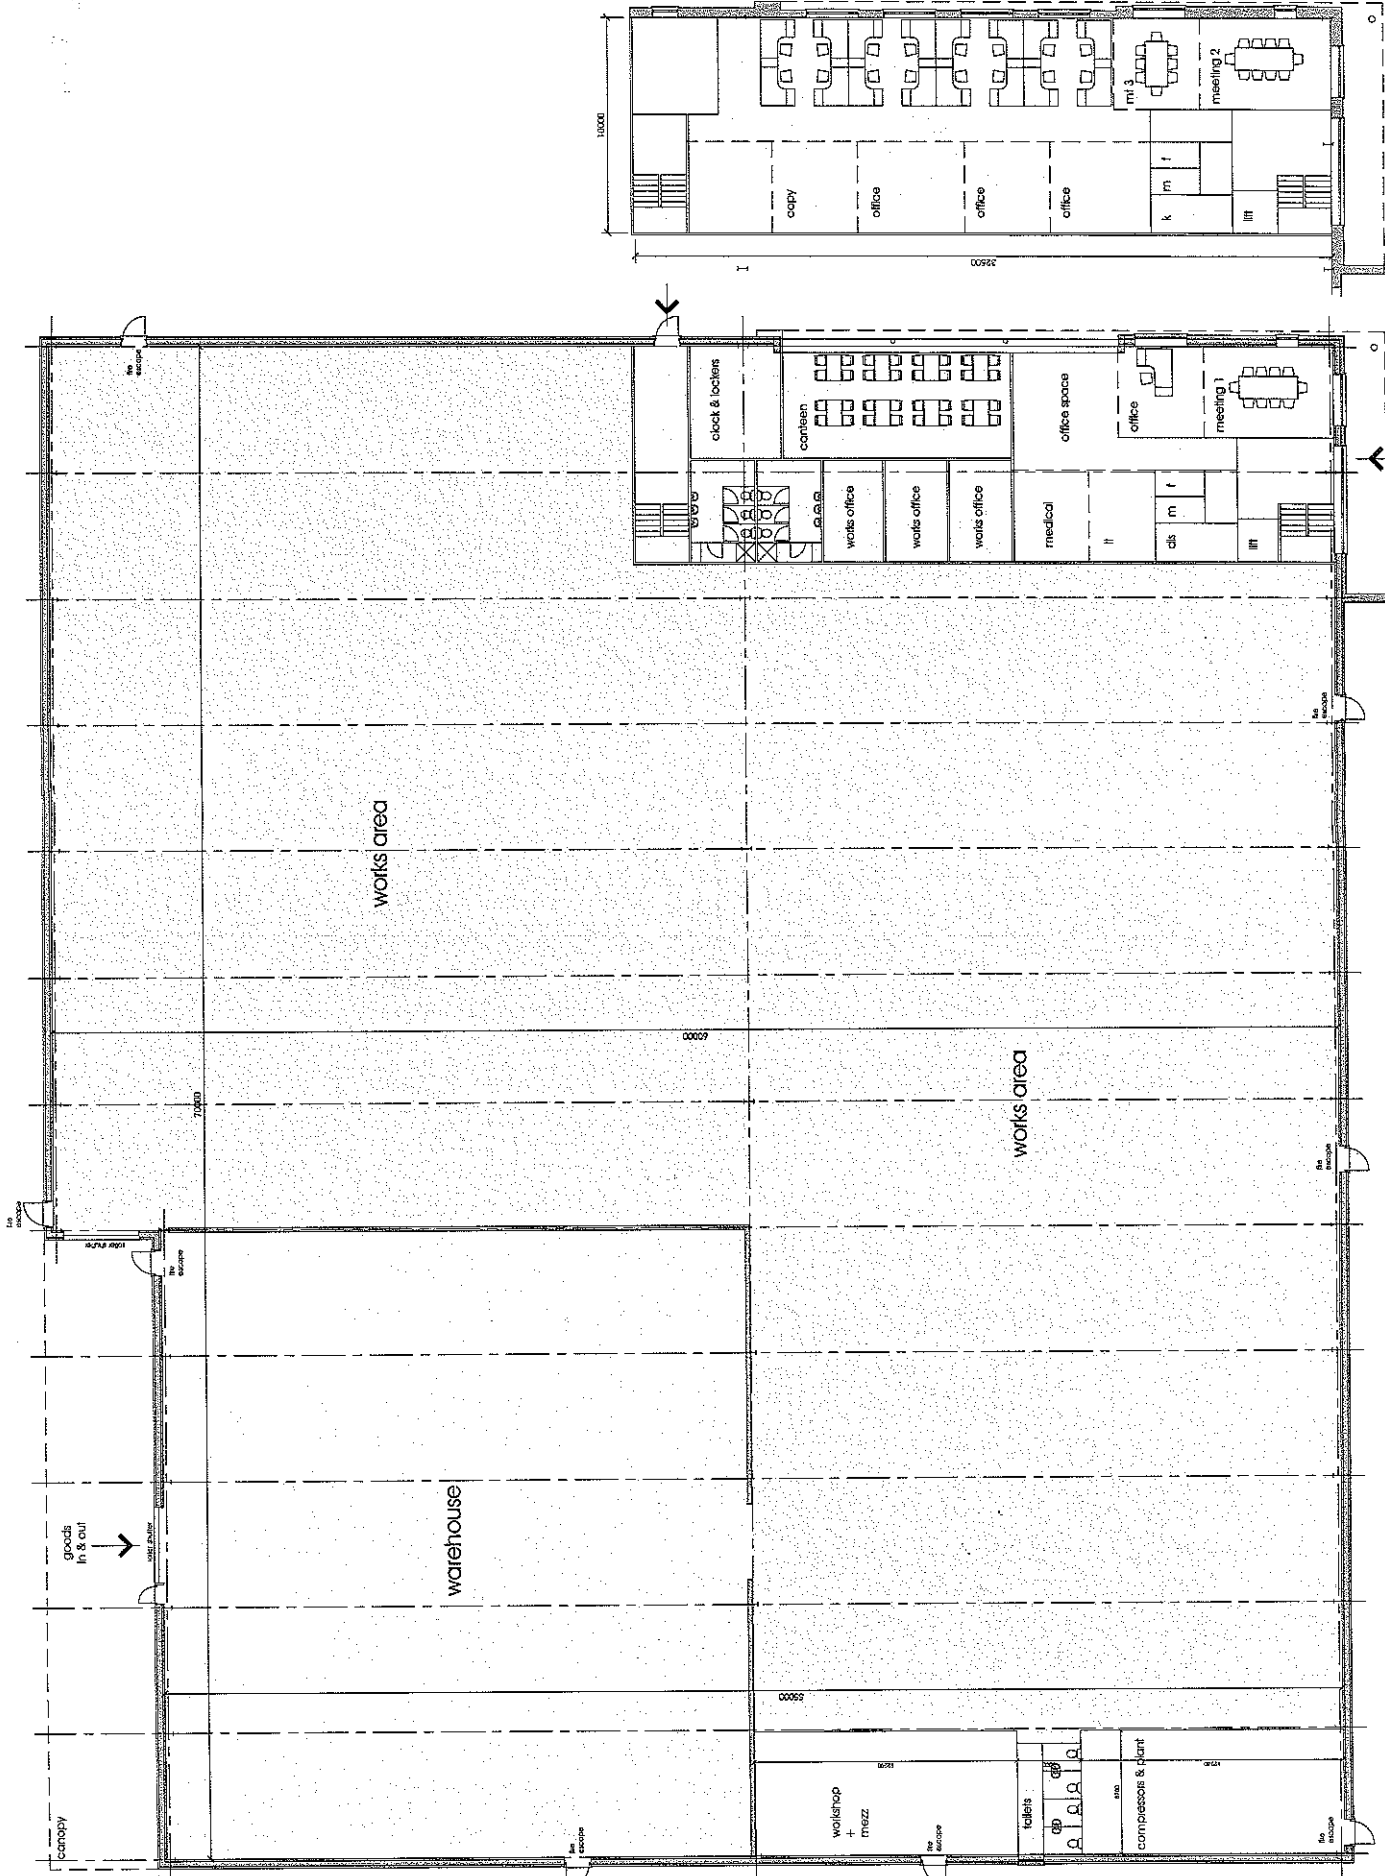 10000
mt 3
meeting 2
copy
office
office
office
k
m
f
lift
32500
fire
escape
clock & lockers
canteen
office space
office
meeting 1
works office
works office
works office
medical
it
dis
m
f
lift
fire
escape
works area
60000
70000
works area
fire
escape
fire
escape
roller shutter
fire
escape
goods
in & out
roller shutter
warehouse
55000
canopy
workshop
+
mezz
toilets
compressors & plant
fire
escape
fire
escape
fire
escape